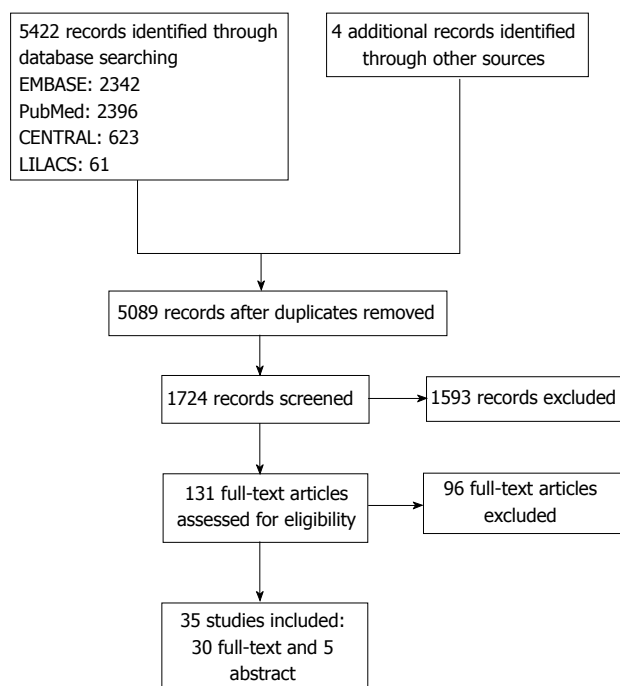 5422 records identified through
database searching
EMBASE: 2342
PubMed: 2396
CENTRAL: 623
LILACS: 61
4 additional records identified
through other sources
5089 records after duplicates removed
1724 records screened
1593 records excluded
131 full-text articles
assessed for eligibility
96 full-text articles
excluded
35 studies included:
30 full-text and 5
abstract